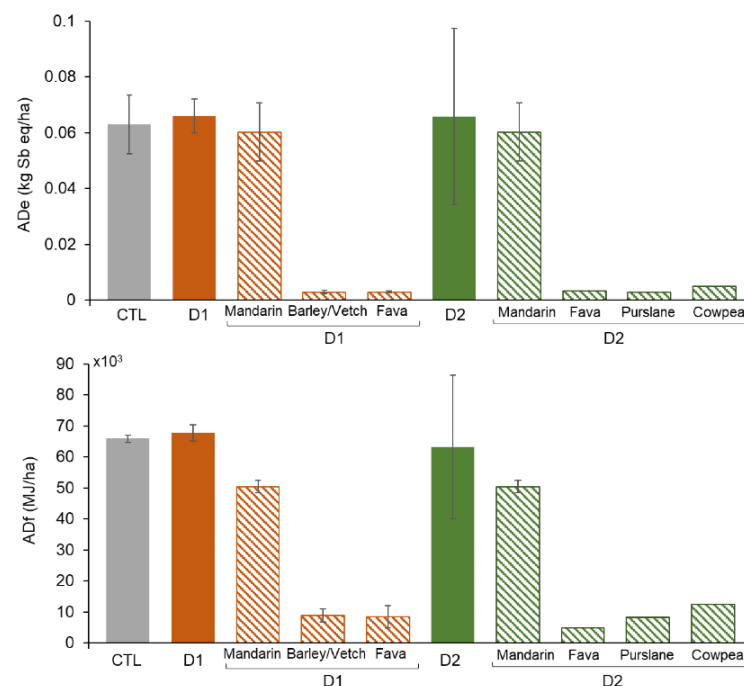 0.1
0.08
0.06
0.04
0.02
0
ADe (kg Sb eq/ha)
CTL D1 Mandarin Barley/Vetch Fava D2 Mandarin Fava Purslane Cowpea
D1 D2
x10³
90
80
70
60
50
40
30
20
10
0
ADf (MJ/ha)
CTL D1 Mandarin Barley/Vetch Fava D2 Mandarin Fava Purslane Cowpea
D1 D2